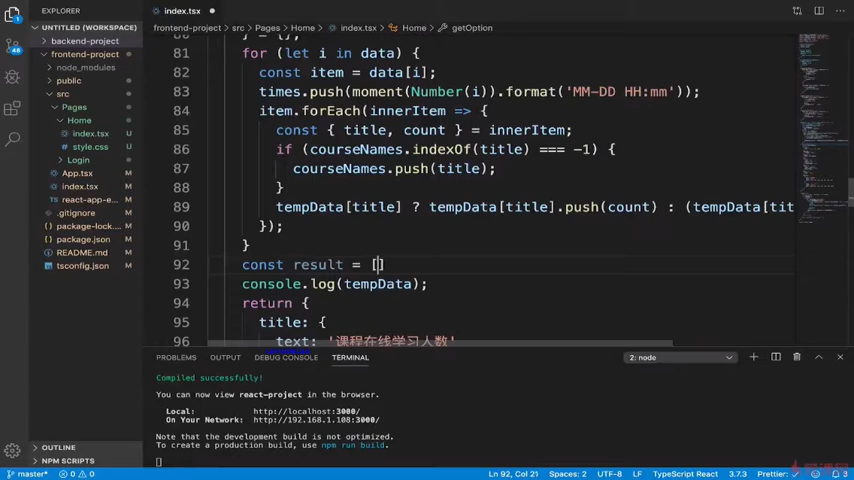 EXPLORER
index.tsx
UNTITLED (WORKSPACE)
backend-project
frontend-project
node_modules
public
src
Pages
Home
index.tsx U
style.css U
Login
App.tsx M
index.tsx M
react-app-e... M
.gitignore
package-lock.... M
package.json M
README.md M
tsconfig.json M
OUTLINE
NPM SCRIPTS
frontend-project > src > Pages > Home > index.tsx > Home > getOption
81 for (let i in data) {
82 const item = data[i];
83 times.push(moment(Number(i)).format('MM-DD HH:mm'));
84 item.forEach(innerItem => {
85 const { title, count } = innerItem;
86 if (courseNames.indexOf(title) === -1) {
87 courseNames.push(title);
88 }
89 tempData[title] ? tempData[title].push(count) : (tempData[tit
90 });
91 }
92 const result = []
93 console.log(tempData);
94 return {
95 title: {
96 text: '课程在线学习人数'
PROBLEMS OUTPUT DEBUG CONSOLE TERMINAL 2: node
Compiled successfully!
You can now view react-project in the browser.
Local: http://localhost:3000/
On Your Network: http://192.168.1.108:3000/
Note that the development build is not optimized.
To create a production build, use npm run build.
master* 0 0 Ln 92, Col 21 Spaces: 2 UTF-8 LF TypeScript React 3.7.3 Prettier: ✓ 3